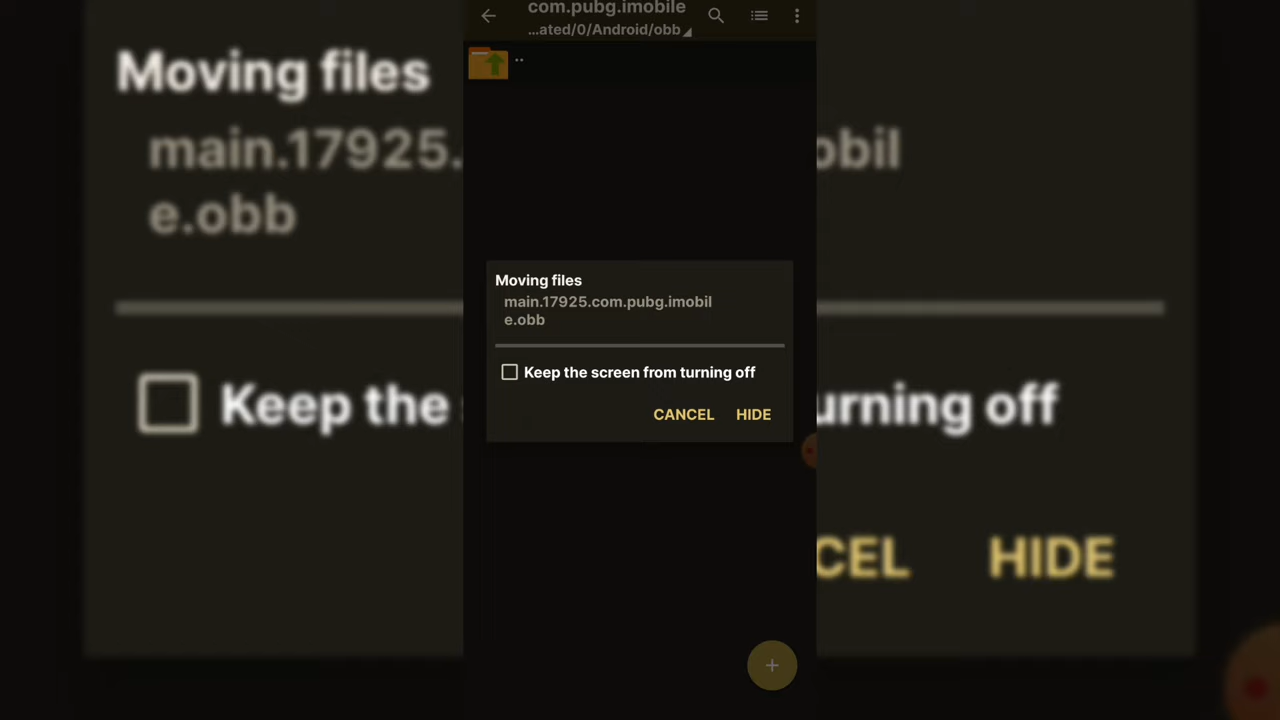 com.pubg.imobile
...ated/0/Android/obb
..
Moving files
main.17925.com.pubg.imobil
e.obb
Keep the screen from turning off
CANCEL HIDE
+
Moving files
main.17925.
obil
e.obb
Keep the
urning off
CEL HIDE